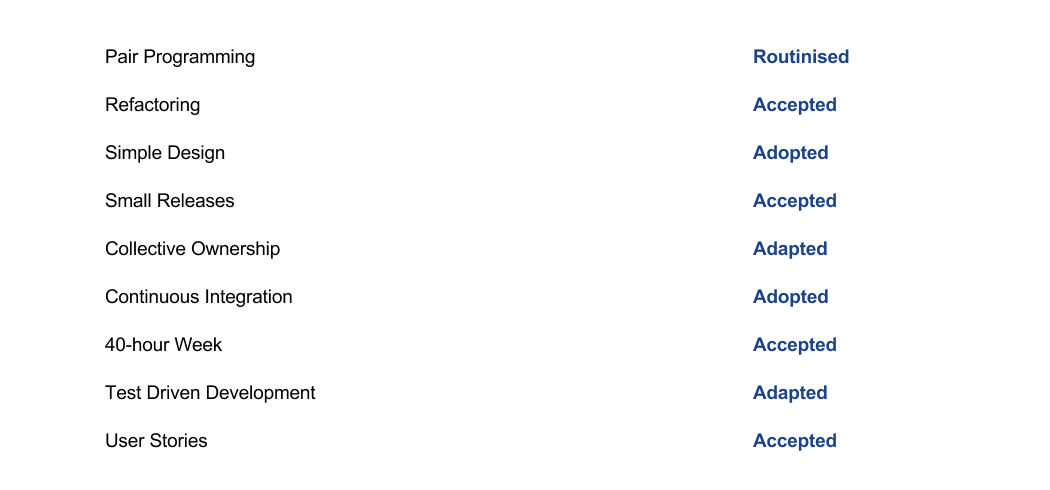 Pair Programming Routinised
Refactoring Accepted
Simple Design Adopted
Small Releases Accepted
Collective Ownership Adapted
Continuous Integration Adopted
40-hour Week Accepted
Test Driven Development Adapted
User Stories Accepted